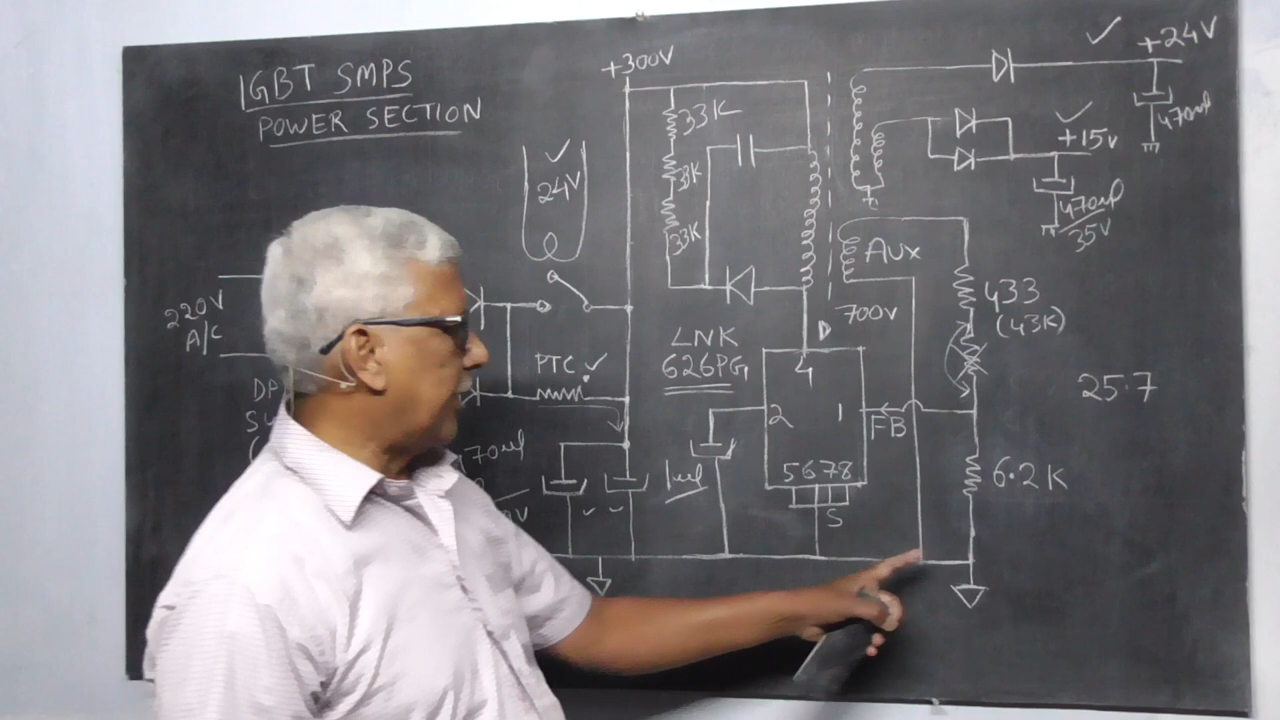 IGBT SMPS
POWER SECTION
+300V
24V
220V
A/C
PTC
33K
33K
33K
LNK
626PG
700V
Aux
+24V
470uf
+15v
470uf
35V
433
(43K)
25.7
6.2K
4
2
1
FB
5678
S
1uf
DP